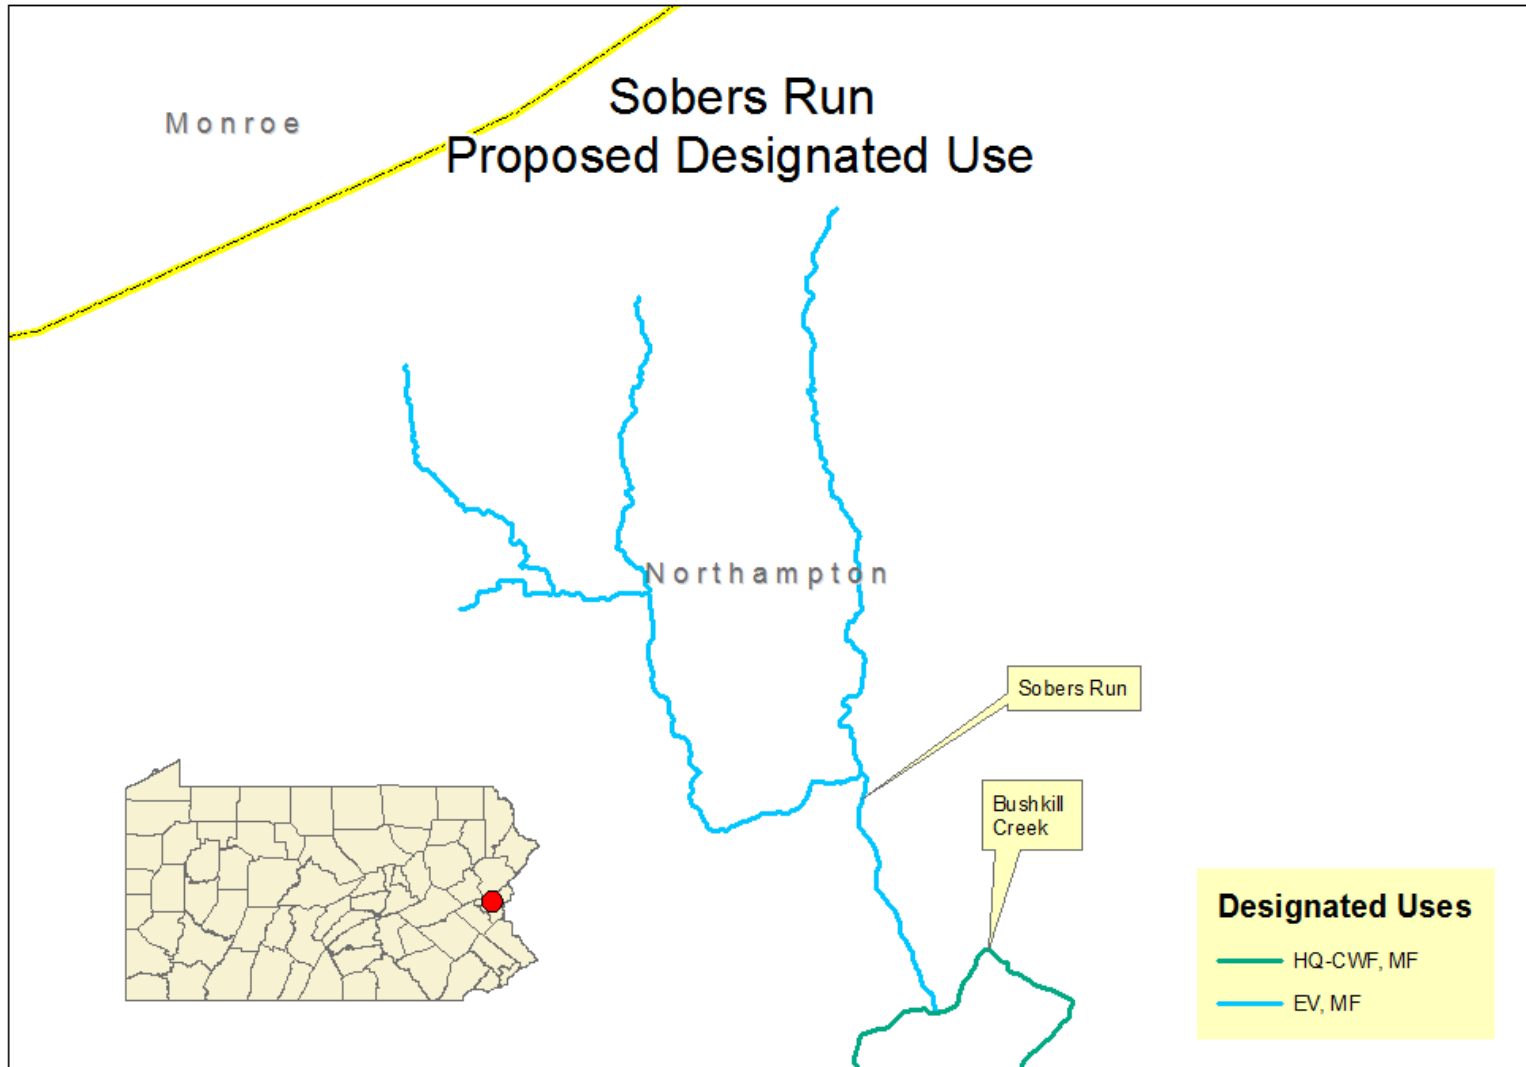 Monroe
Sobers Run
Proposed Designated Use
Northampton
Sobers Run
Bushkill
Creek
Designated Uses
HQ-CWF, MF
EV, MF